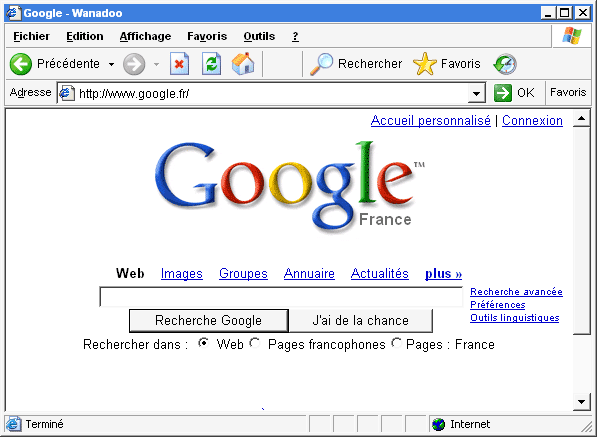 Google - Wanadoo
Fichier Edition Affichage Favoris Outils ?
Précédente Rechercher Favoris
Adresse http://www.google.fr/ OK Favoris
Accueil personnalisé | Connexion
Google™
France
Web Images Groupes Annuaire Actualités plus »
Recherche avancée
Préférences
Outils linguistiques
Recherche Google J'ai de la chance
Rechercher dans : Web Pages francophones Pages : France
Terminé Internet